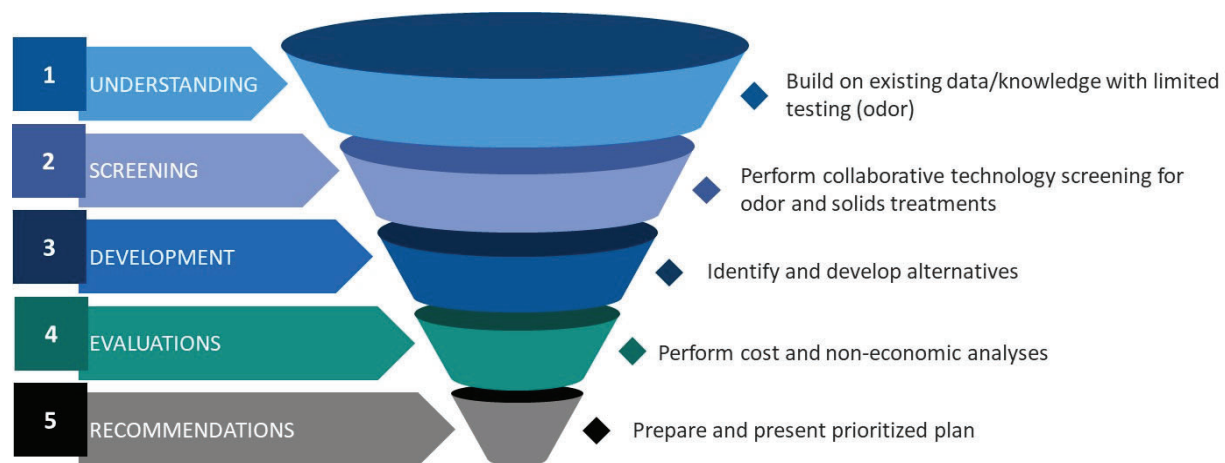 1
UNDERSTANDING
Build on existing data/knowledge with limited
testing (odor)
2
SCREENING
Perform collaborative technology screening for
odor and solids treatments
3
DEVELOPMENT
Identify and develop alternatives
4
EVALUATIONS
Perform cost and non-economic analyses
5
RECOMMENDATIONS
Prepare and present prioritized plan